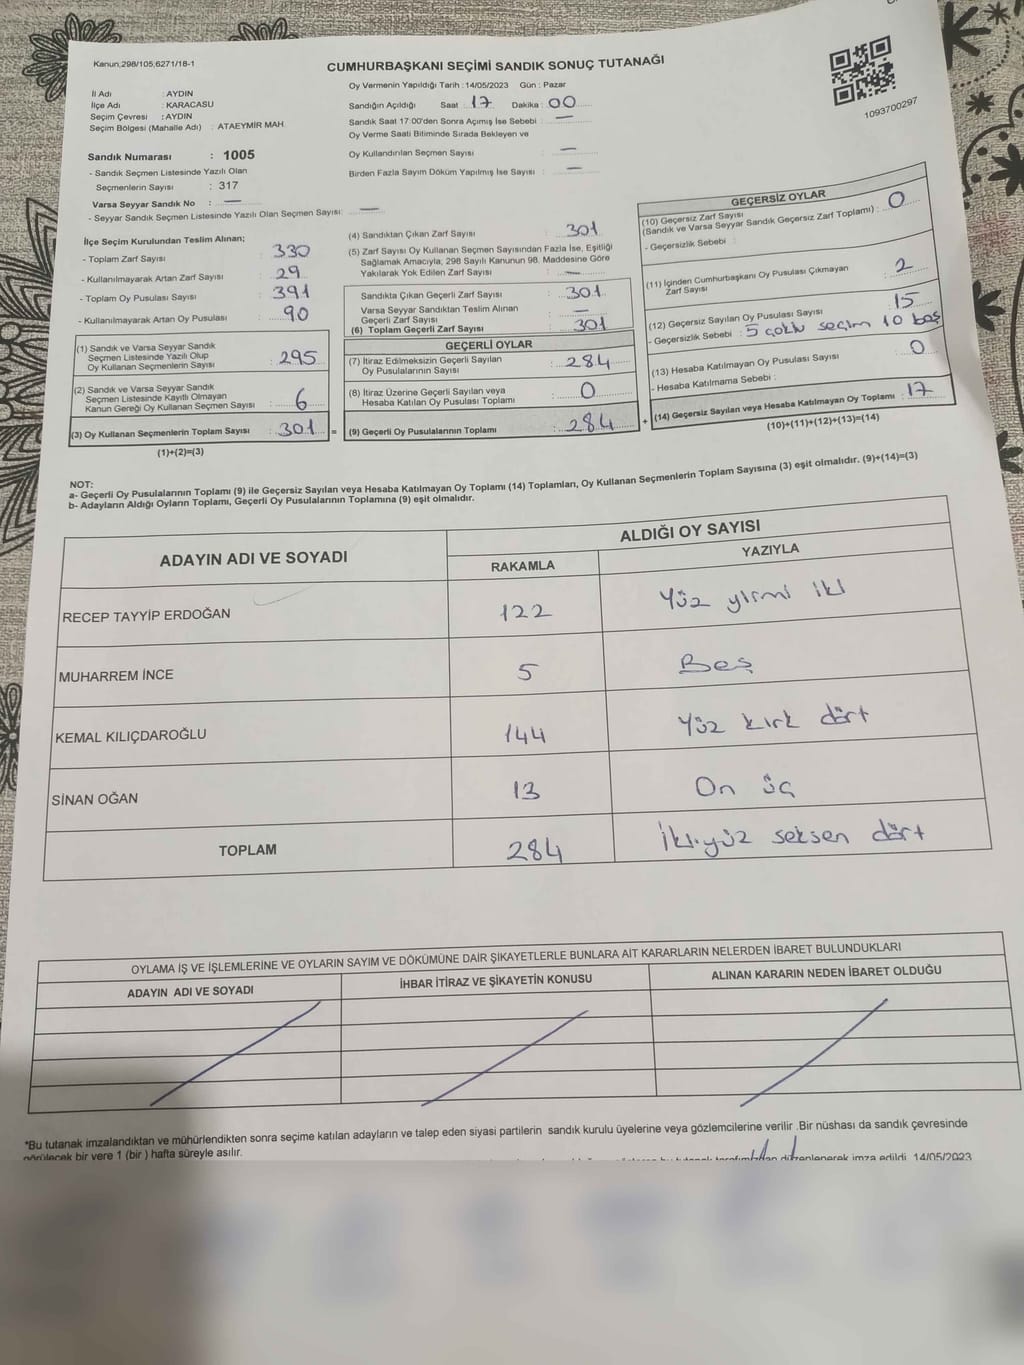 Kanun,298/105,6271/18-1
CUMHURBAŞKANI SEÇİMİ SANDIK SONUÇ TUTANAĞI
1093700297
İl Adı : AYDIN
İlçe Adı : KARACASU
Seçim Çevresi : AYDIN
Seçim Bölgesi (Mahalle Adı) : ATAEYMİR MAH.
Sandık Numarası : 1005
- Sandık Seçmen Listesinde Yazılı Olan
Seçmenlerin Sayısı : 317
Varsa Seyyar Sandık No : —
- Seyyar Sandık Seçmen Listesinde Yazılı Olan Seçmen Sayısı: —
Oy Vermenin Yapıldığı Tarih : 14/05/2023 Gün : Pazar
Sandığın Açıldığı Saat : 17 Dakika : 00
Sandık Saat 17:00'den Sonra Açımış İse Sebebi : —
Oy Verme Saati Bitiminde Sırada Bekleyen ve
Oy Kullandırılan Seçmen Sayısı : —
Birden Fazla Sayım Döküm Yapılmış İse Sayısı : —
İlçe Seçim Kurulundan Teslim Alınan;
- Toplam Zarf Sayısı : 330
- Kullanılmayarak Artan Zarf Sayısı : 29
- Toplam Oy Pusulası Sayısı : 391
- Kullanılmayarak Artan Oy Pusulası : 90
(1) Sandık ve Varsa Seyyar Sandık
Seçmen Listesinde Yazılı Olup
Oy Kullanan Seçmenlerin Sayısı : 295
(2) Sandık ve Varsa Seyyar Sandık
Seçmen Listesinde Kayıtlı Olmayan
Kanun Gereği Oy Kullanan Seçmen Sayısı : 6
(3) Oy Kullanan Seçmenlerin Toplam Sayısı : 301 =
(1)+(2)=(3)
(4) Sandıktan Çıkan Zarf Sayısı : 301
(5) Zarf Sayısı Oy Kullanan Seçmen Sayısından Fazla İse, Eşitliği
Sağlamak Amacıyla, 298 Sayılı Kanunun 98. Maddesine Göre
Yakılarak Yok Edilen Zarf Sayısı : —
Sandıkta Çıkan Geçerli Zarf Sayısı : 301
Varsa Seyyar Sandıktan Teslim Alınan
Geçerli Zarf Sayısı : —
(6) Toplam Geçerli Zarf Sayısı : 301
GEÇERLİ OYLAR
(7) İtiraz Edilmeksizin Geçerli Sayılan
Oy Pusulalarının Sayısı : 284
(8) İtiraz Üzerine Geçerli Sayılan veya
Hesaba Katılan Oy Pusulası Toplamı : 0
(9) Geçerli Oy Pusulalarının Toplamı : 284 +
GEÇERSİZ OYLAR
(10) Geçersiz Zarf Sayısı
(Sandık ve Varsa Seyyar Sandık Geçersiz Zarf Toplamı) : 0
- Geçersizlik Sebebi :
(11) İçinden Cumhurbaşkanı Oy Pusulası Çıkmayan
Zarf Sayısı : 2
(12) Geçersiz Sayılan Oy Pusulası Sayısı : 15
- Geçersizlik Sebebi : 5 çoklu seçim 10 boş
(13) Hesaba Katılmayan Oy Pusulası Sayısı : 0
- Hesaba Katılmama Sebebi :
(14) Geçersiz Sayılan veya Hesaba Katılmayan Oy Toplamı : 17
(10)+(11)+(12)+(13)=(14)
NOT:
a- Geçerli Oy Pusulalarının Toplamı (9) ile Geçersiz Sayılan veya Hesaba Katılmayan Oy Toplamı (14) Toplamları, Oy Kullanan Seçmenlerin Toplam Sayısına (3) eşit olmalıdır. (9)+(14)=(3)
b- Adayların Aldığı Oyların Toplamı, Geçerli Oy Pusulalarının Toplamına (9) eşit olmalıdır.
ADAYIN ADI VE SOYADI ALDIĞI OY SAYISI
RAKAMLA YAZIYLA
RECEP TAYYİP ERDOĞAN 122 Yüz yirmi iki
MUHARREM İNCE 5 Beş
KEMAL KILIÇDAROĞLU 144 Yüz kırk dört
SİNAN OĞAN 13 On üç
TOPLAM 284 İkiyüz seksen dört
OYLAMA İŞ VE İŞLEMLERİNE VE OYLARIN SAYIM VE DÖKÜMÜNE DAİR ŞİKAYETLERLE BUNLARA AİT KARARLARIN NELERDEN İBARET BULUNDUKLARI
ADAYIN ADI VE SOYADI İHBAR İTİRAZ VE ŞİKAYETİN KONUSU ALINAN KARARIN NEDEN İBARET OLDUĞU
*Bu tutanak imzalandıktan ve mühürlendikten sonra seçime katılan adayların ve talep eden siyasi partilerin sandık kurulu üyelerine veya gözlemcilerine verilir .Bir nüshası da sandık çevresinde
görülecek bir yere 1 (bir ) hafta süreyle asılır.
düzenlenerek imza edildi. 14/05/2023